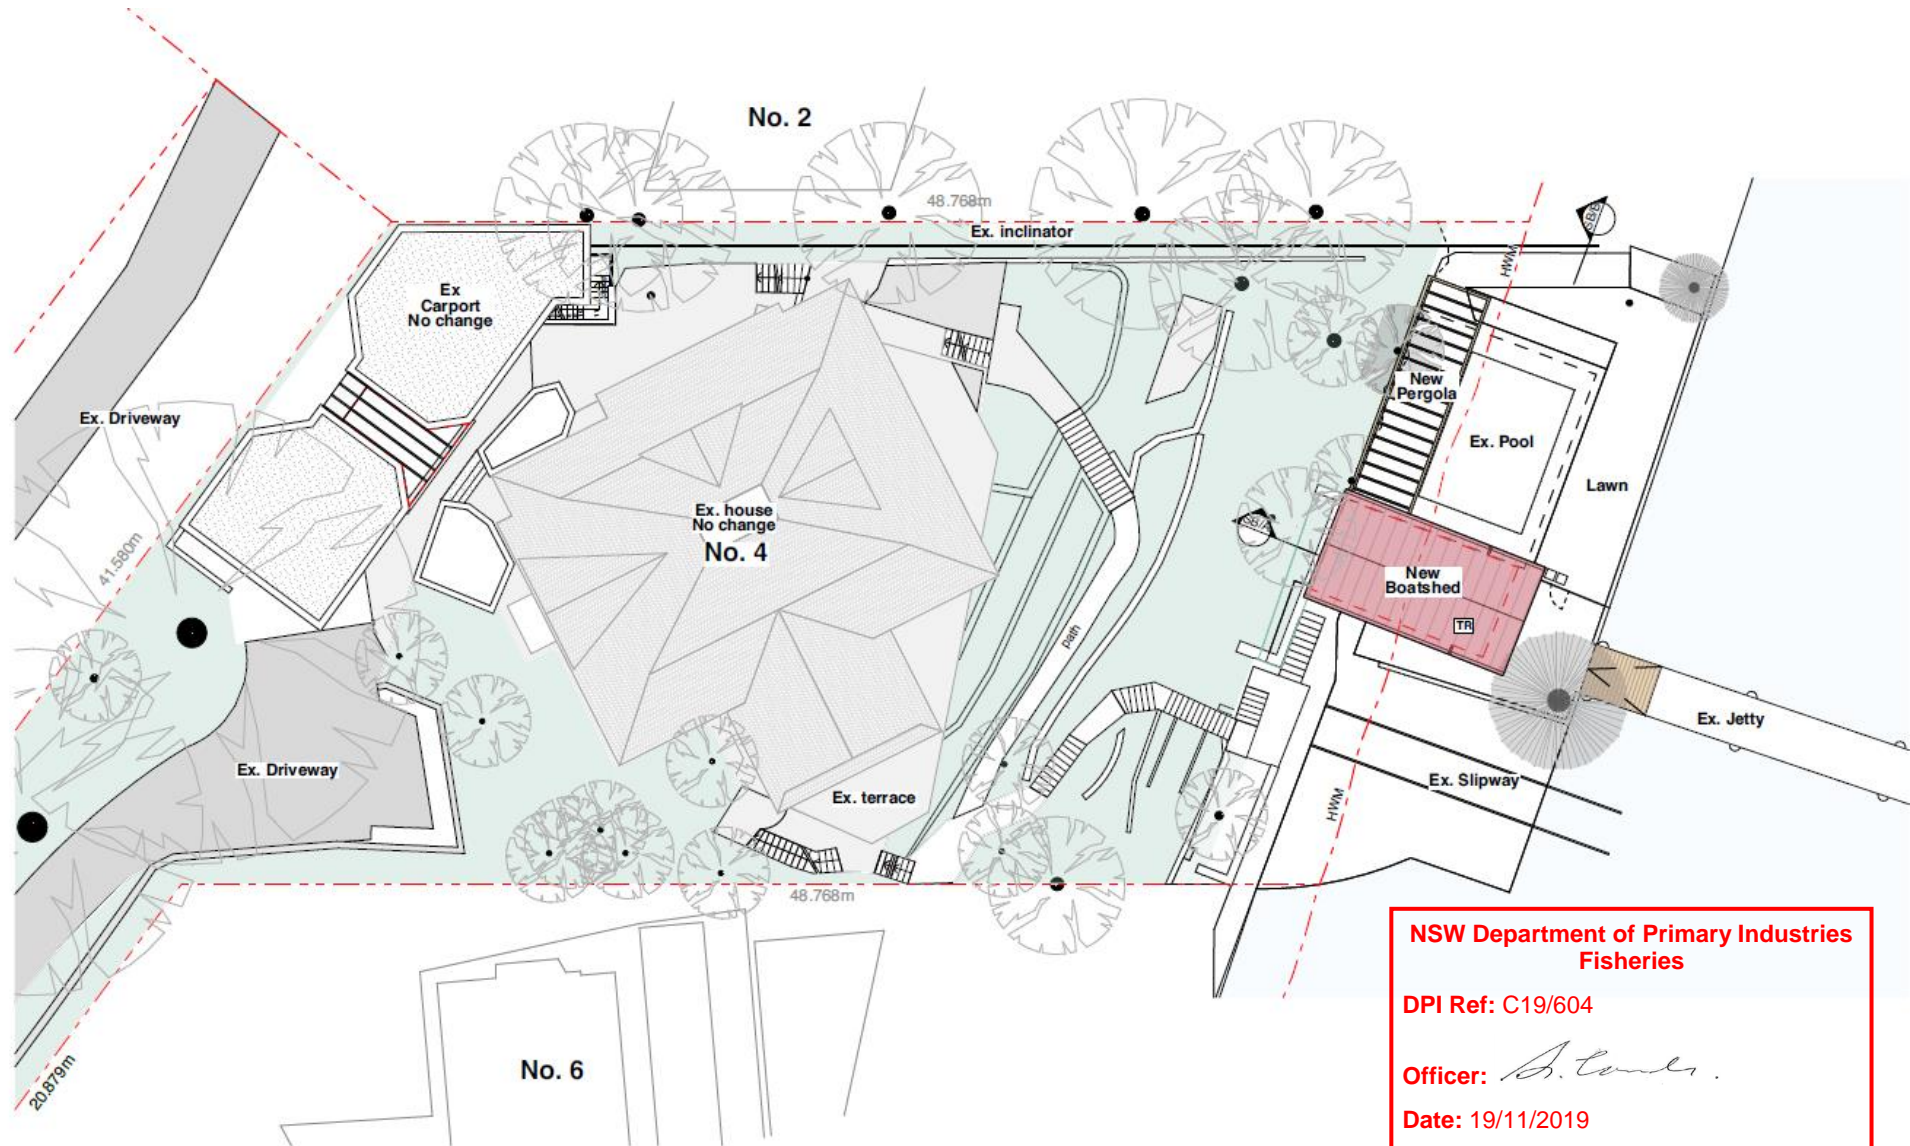 No. 2
48.768m
Ex. inclinator
SB/B
HWM
Ex
Carport
No change
New
Pergola
Ex. Driveway
Ex. Pool
Lawn
Ex. house
No change
No. 4
41.580m
New
Boatshed
TR
path
Ex. Jetty
Ex. Driveway
Ex. Slipway
Ex. terrace
HWM
48.768m
No. 6
20.879m
NSW Department of Primary Industries
Fisheries
DPI Ref: C19/604
Officer:
Date: 19/11/2019